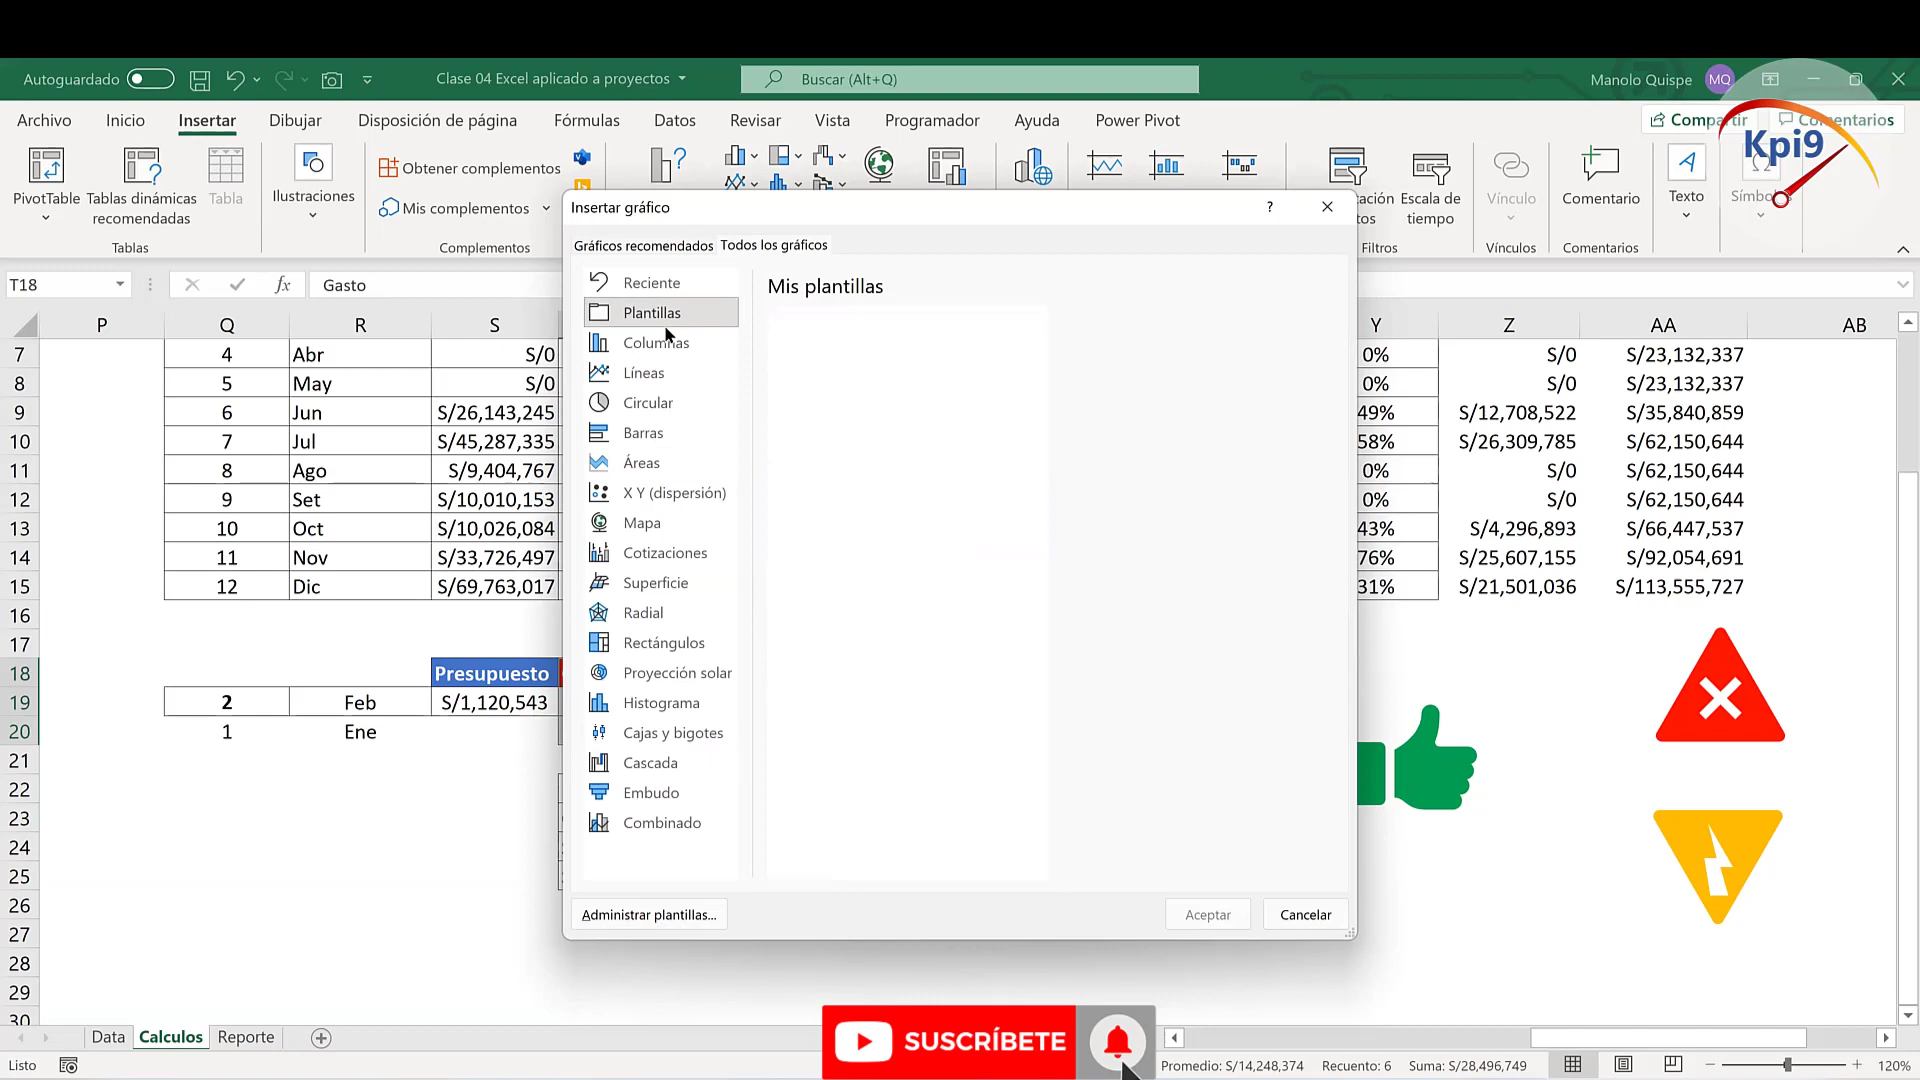 Autoguardado
Clase 04 Excel aplicado a proyectos
Buscar (Alt+Q)
Manolo Quispe MQ
Archivo Inicio Insertar Dibujar Disposición de página Fórmulas Datos Revisar Vista Programador Ayuda Power Pivot
Compartir Comentarios
Kpi9
PivotTable
Tablas dinámicas
recomendadas
Tabla
Tablas
Ilustraciones
Obtener complementos
Mis complementos
Complementos
Escala de
tiempo
Filtros
Vínculo
Vínculos
Comentario
Comentarios
Texto
T18
fx
Gasto
Insertar gráfico
?
Gráficos recomendados Todos los gráficos
Reciente
Plantillas
Columnas
Líneas
Circular
Barras
Áreas
X Y (dispersión)
Mapa
Cotizaciones
Superficie
Radial
Rectángulos
Proyección solar
Histograma
Cajas y bigotes
Cascada
Embudo
Combinado
Mis plantillas
Administrar plantillas...
Aceptar Cancelar
P Q R S Y Z AA AB
7 4 Abr S/0 0% S/0 S/23,132,337
8 5 May S/0 0% S/0 S/23,132,337
9 6 Jun S/26,143,245 49% S/12,708,522 S/35,840,859
10 7 Jul S/45,287,335 58% S/26,309,785 S/62,150,644
11 8 Ago S/9,404,767 0% S/0 S/62,150,644
12 9 Set S/10,010,153 0% S/0 S/62,150,644
13 10 Oct S/10,026,084 43% S/4,296,893 S/66,447,537
14 11 Nov S/33,726,497 76% S/25,607,155 S/92,054,691
15 12 Dic S/69,763,017 31% S/21,501,036 S/113,555,727
16
17
18 Presupuesto
19 2 Feb S/1,120,543
20 1 Ene
21
22
23
24
25
26
27
28
29
30
Data Calculos Reporte
SUSCRÍBETE
Listo
Promedio: S/14,248,374 Recuento: 6 Suma: S/28,496,749
120%